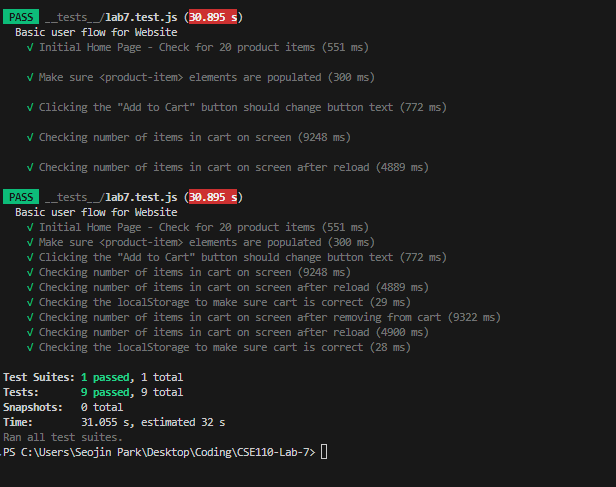 PASS __tests__/lab7.test.js (30.895 s)
Basic user flow for Website
√ Initial Home Page - Check for 20 product items (551 ms)
√ Make sure <product-item> elements are populated (300 ms)
√ Clicking the "Add to Cart" button should change button text (772 ms)
√ Checking number of items in cart on screen (9248 ms)
√ Checking number of items in cart on screen after reload (4889 ms)
PASS __tests__/lab7.test.js (30.895 s)
Basic user flow for Website
√ Initial Home Page - Check for 20 product items (551 ms)
√ Make sure <product-item> elements are populated (300 ms)
√ Clicking the "Add to Cart" button should change button text (772 ms)
√ Checking number of items in cart on screen (9248 ms)
√ Checking number of items in cart on screen after reload (4889 ms)
√ Checking the localStorage to make sure cart is correct (29 ms)
√ Checking number of items in cart on screen after removing from cart (9322 ms)
√ Checking number of items in cart on screen after reload (4900 ms)
√ Checking the localStorage to make sure cart is correct (28 ms)
Test Suites: 1 passed, 1 total
Tests: 9 passed, 9 total
Snapshots: 0 total
Time: 31.055 s, estimated 32 s
Ran all test suites.
PS C:\Users\Seojin Park\Desktop\Coding\CSE110-Lab-7>